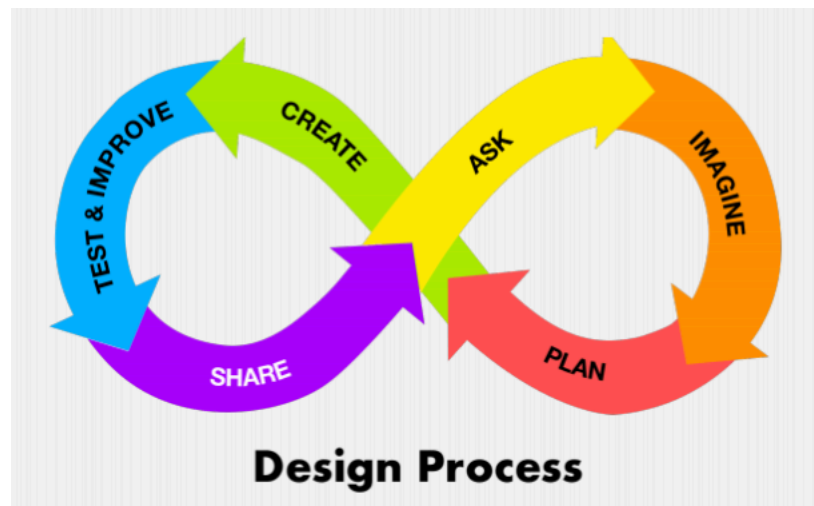 ASK
IMAGINE
PLAN
CREATE
TEST & IMPROVE
SHARE
Design Process